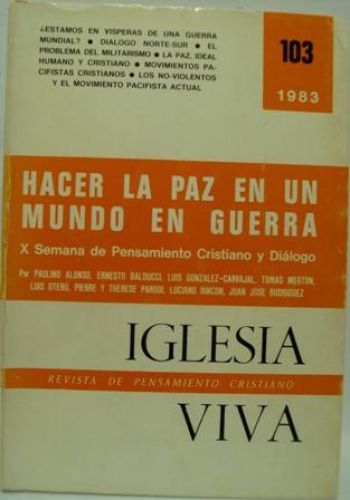 ¿ESTAMOS EN VISPERAS DE UNA GUERRA
MUNDIAL? ● DIALOGO NORTE-SUR ● EL
PROBLEMA DEL MILITARISMO ● LA PAZ, IDEAL
HUMANO Y CRISTIANO ● MOVIMIENTOS PA-
CIFISTAS CRISTIANOS ● LOS NO-VIOLENTOS
Y EL MOVIMIENTO PACIFISTA ACTUAL
103
1983
HACER LA PAZ EN UN
MUNDO EN GUERRA
X Semana de Pensamiento Cristiano y Diálogo
Por PAULINO ALONSO, ERNESTO BALDUCCI, LUIS GONZALEZ-CARVAJAL, TOMAS MERTON,
LUIS OTERO, PIERRE Y THERESE PARODI, LUCIANO RINCON, JUAN JOSE RODRIGUEZ
IGLESIA
REVISTA DE PENSAMIENTO CRISTIANO
VIVA